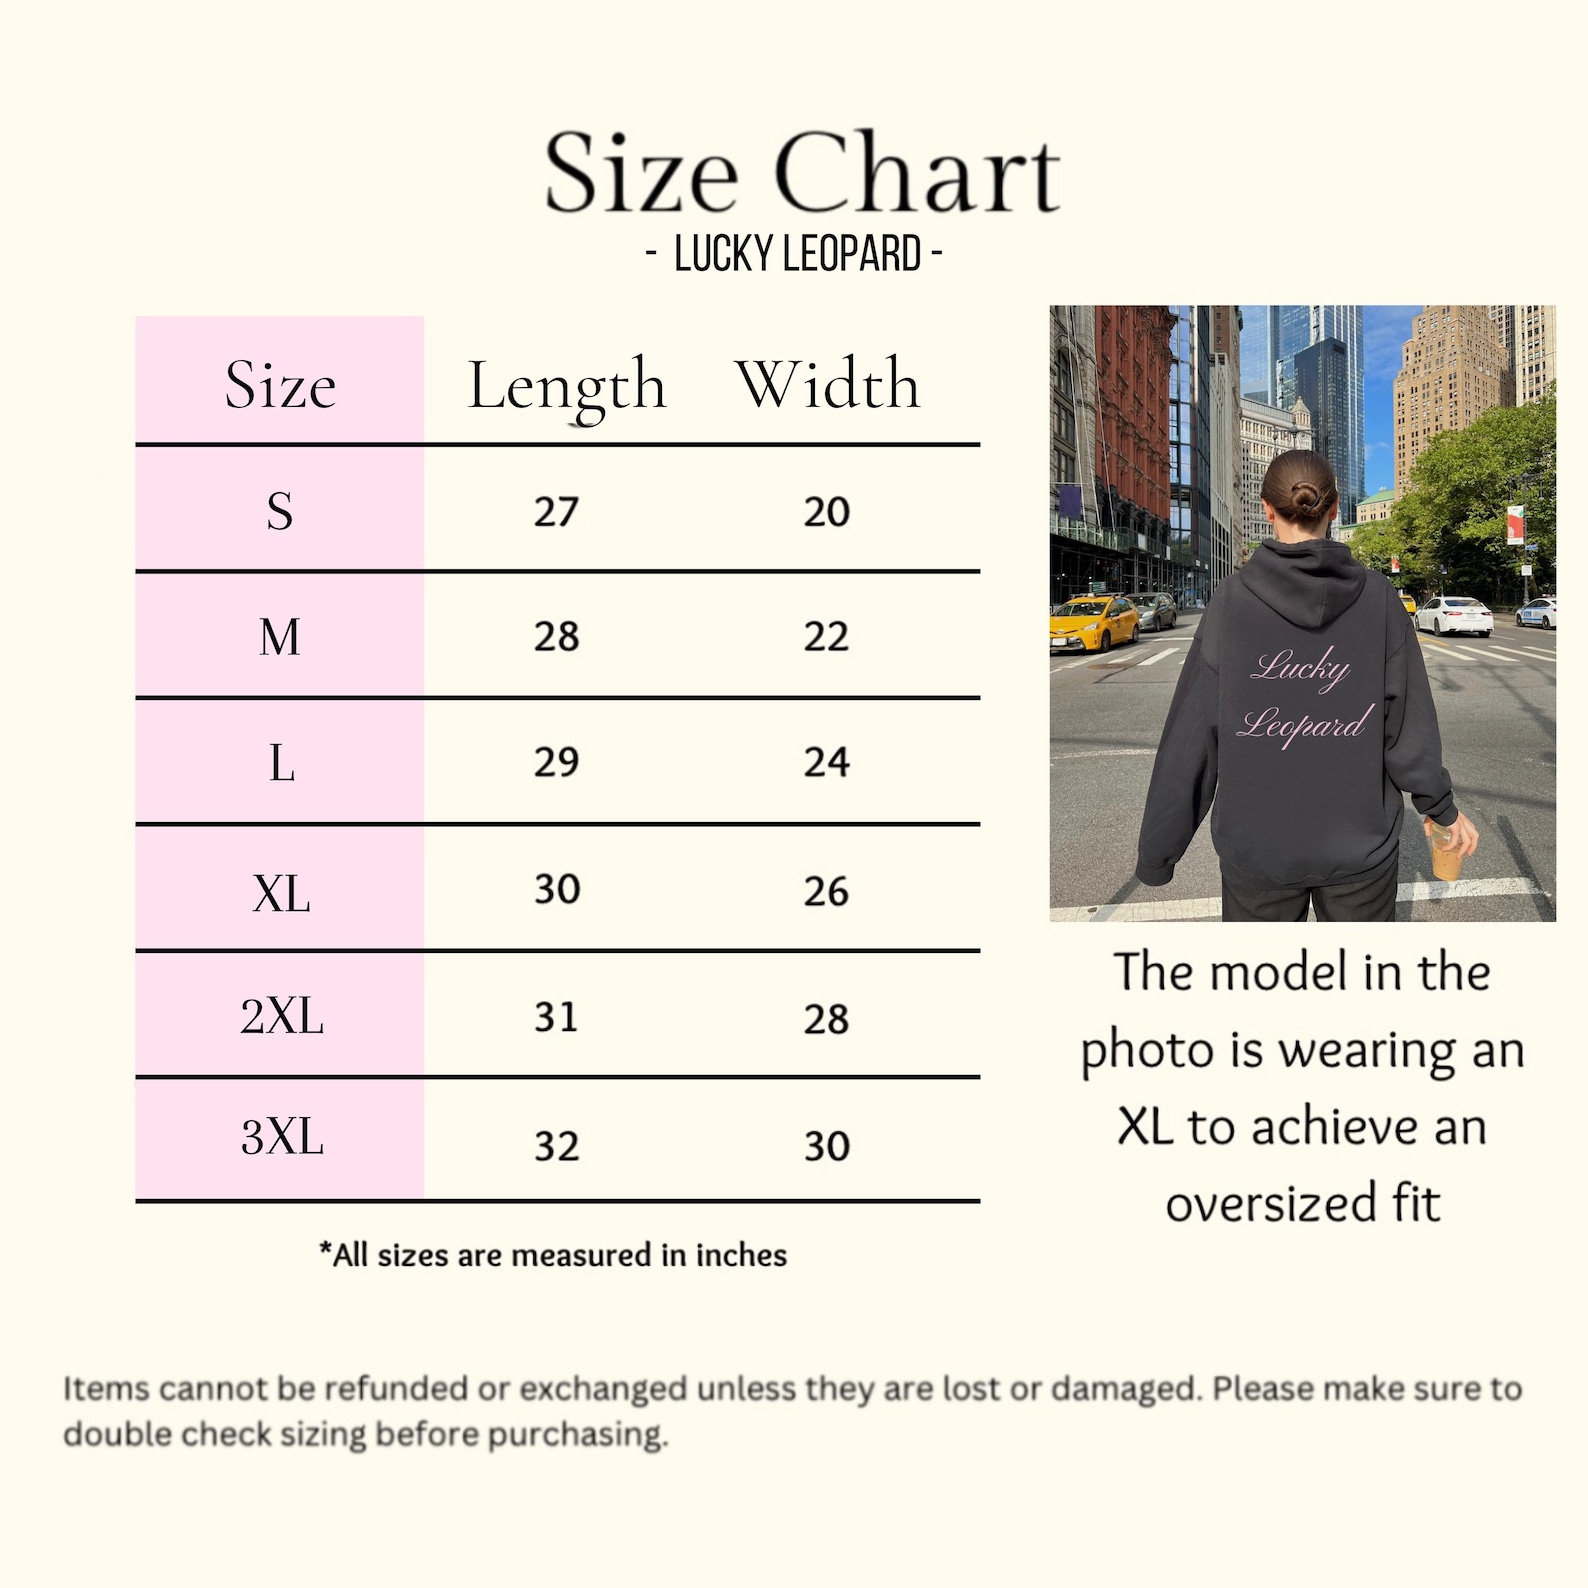 Size Chart
- LUCKY LEOPARD -
Size Length Width
S 27 20
M 28 22
L 29 24
XL 30 26
2XL 31 28
3XL 32 30
*All sizes are measured in inches
Lucky
Leopard
The model in the
photo is wearing an
XL to achieve an
oversized fit
Items cannot be refunded or exchanged unless they are lost or damaged. Please make sure to
double check sizing before purchasing.